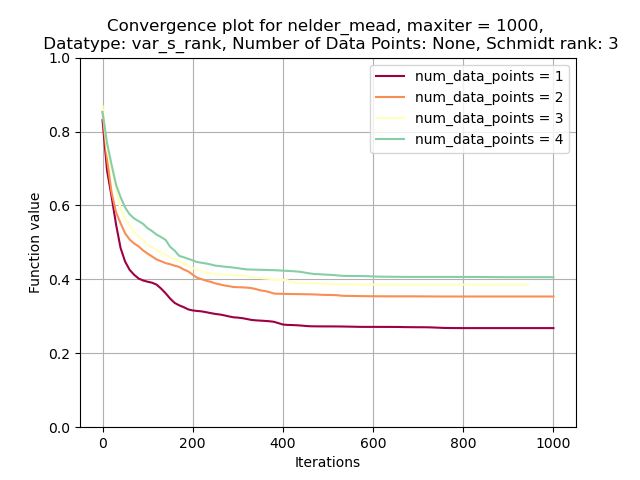 Convergence plot for nelder_mead, maxiter = 1000,
Datatype: var_s_rank, Number of Data Points: None, Schmidt rank: 3
1.0
0.8
0.6
0.4
0.2
0.0
Function value
num_data_points = 1
num_data_points = 2
num_data_points = 3
num_data_points = 4
0 200 400 600 800 1000
Iterations